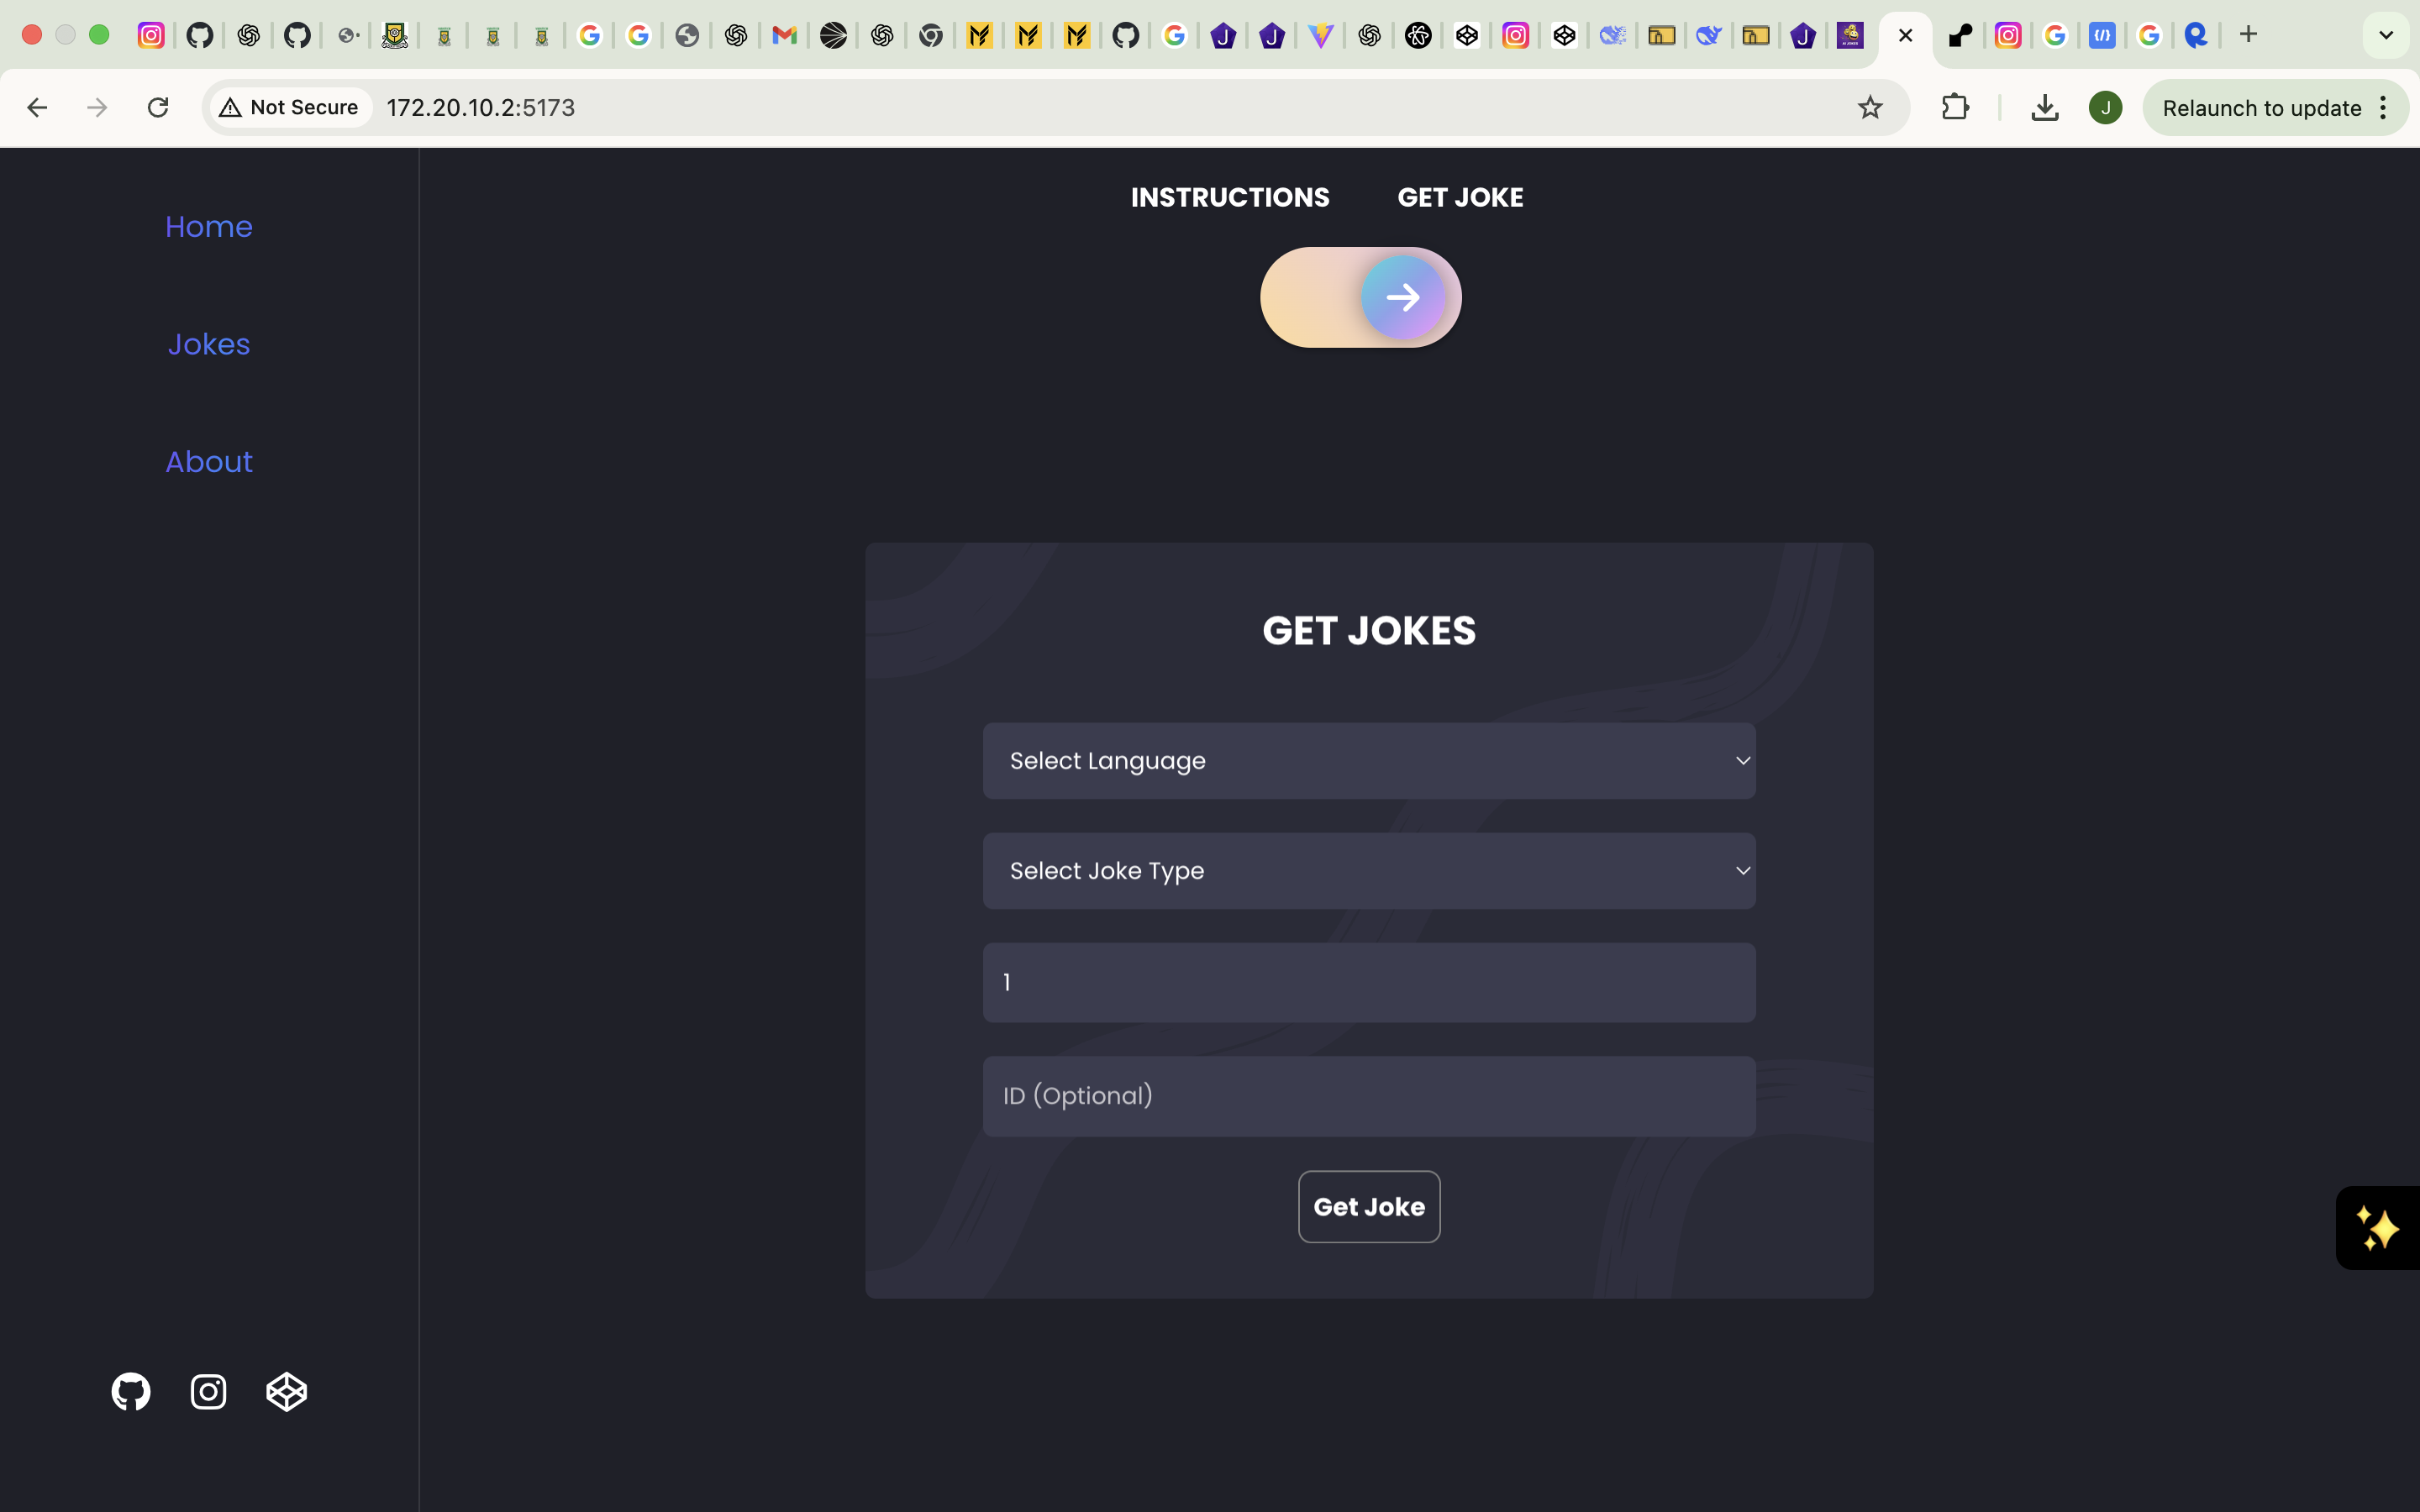 Not Secure 172.20.10.2:5173 J Relaunch to update
INSTRUCTIONS GET JOKE
Home
Jokes
About
GET JOKES
Select Language
Select Joke Type
1
ID (Optional)
Get Joke